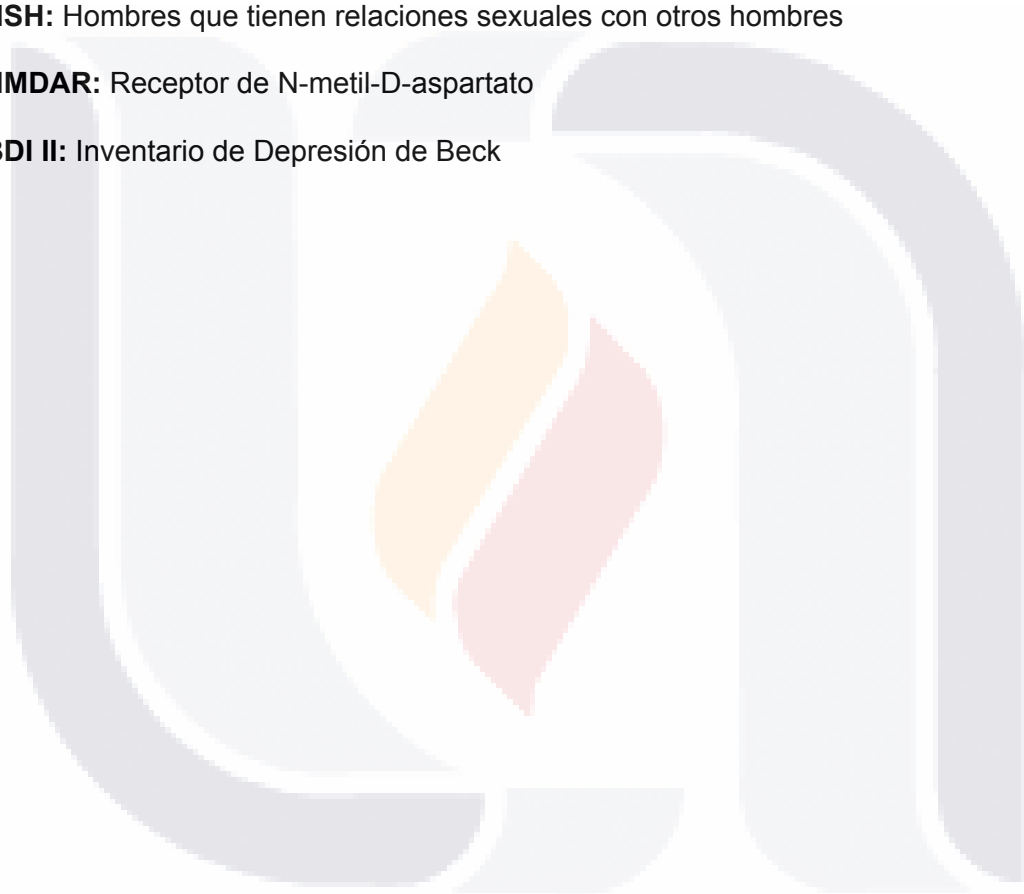 ISH: Hombres que tienen relaciones sexuales con otros hombres
IMDAR: Receptor de N-metil-D-aspartato
BDI II: Inventario de Depresión de Beck